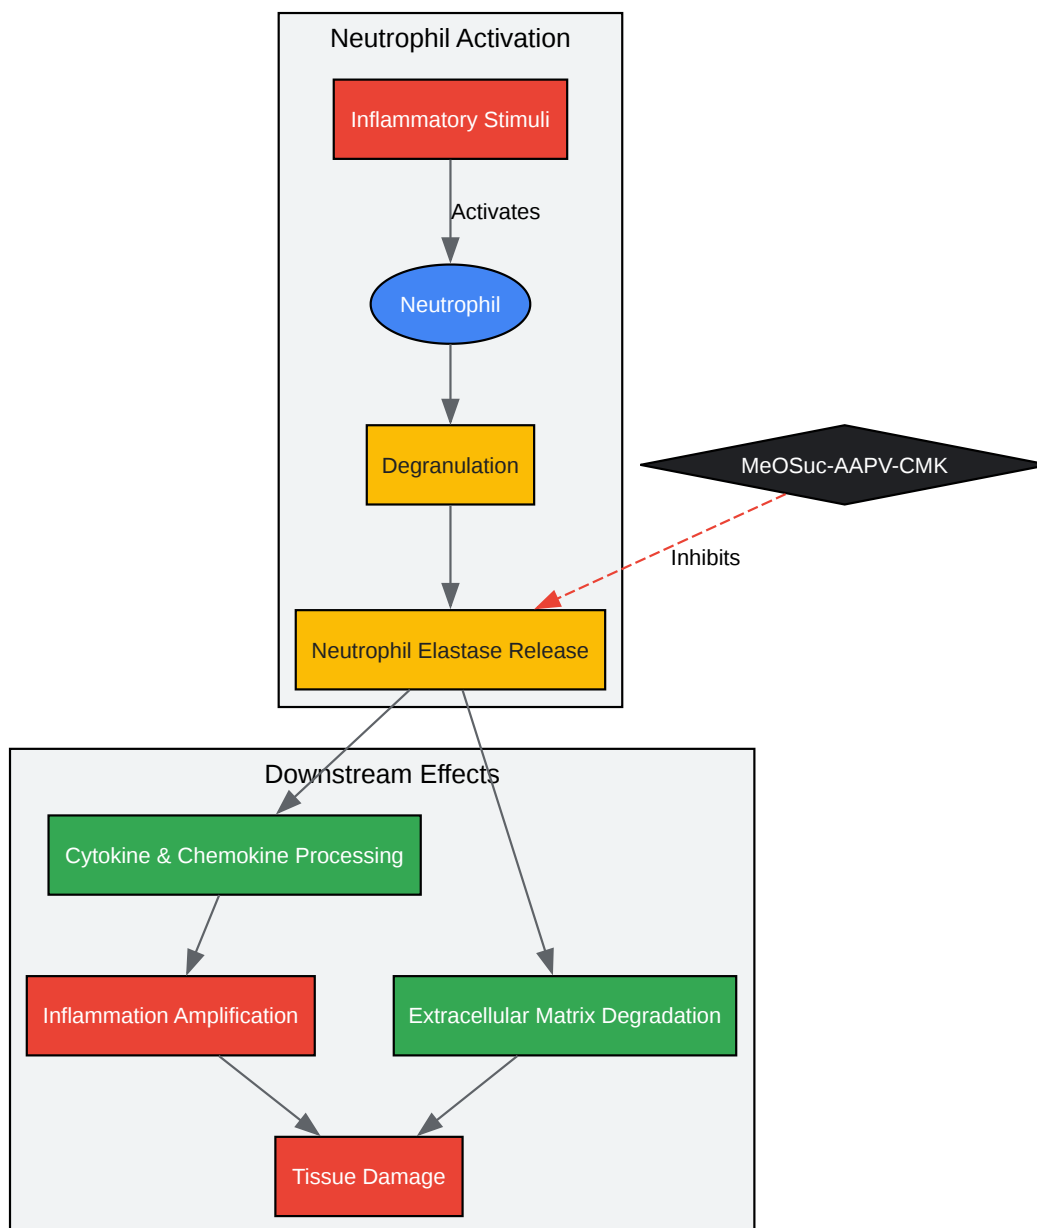 Neutrophil Activation
Inflammatory Stimuli
Activates
Neutrophil
Degranulation
MeOSuc-AAPV-CMK
Inhibits
Neutrophil Elastase Release
Downstream Effects
Cytokine & Chemokine Processing
Inflammation Amplification
Extracellular Matrix Degradation
Tissue Damage